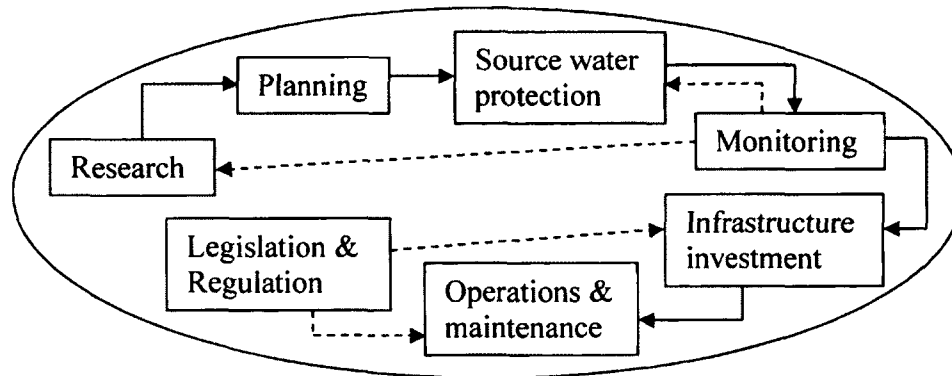 Source water
protection
Planning
Monitoring
Research
Infrastructure
investment
Legislation &
Regulation
Operations &
maintenance